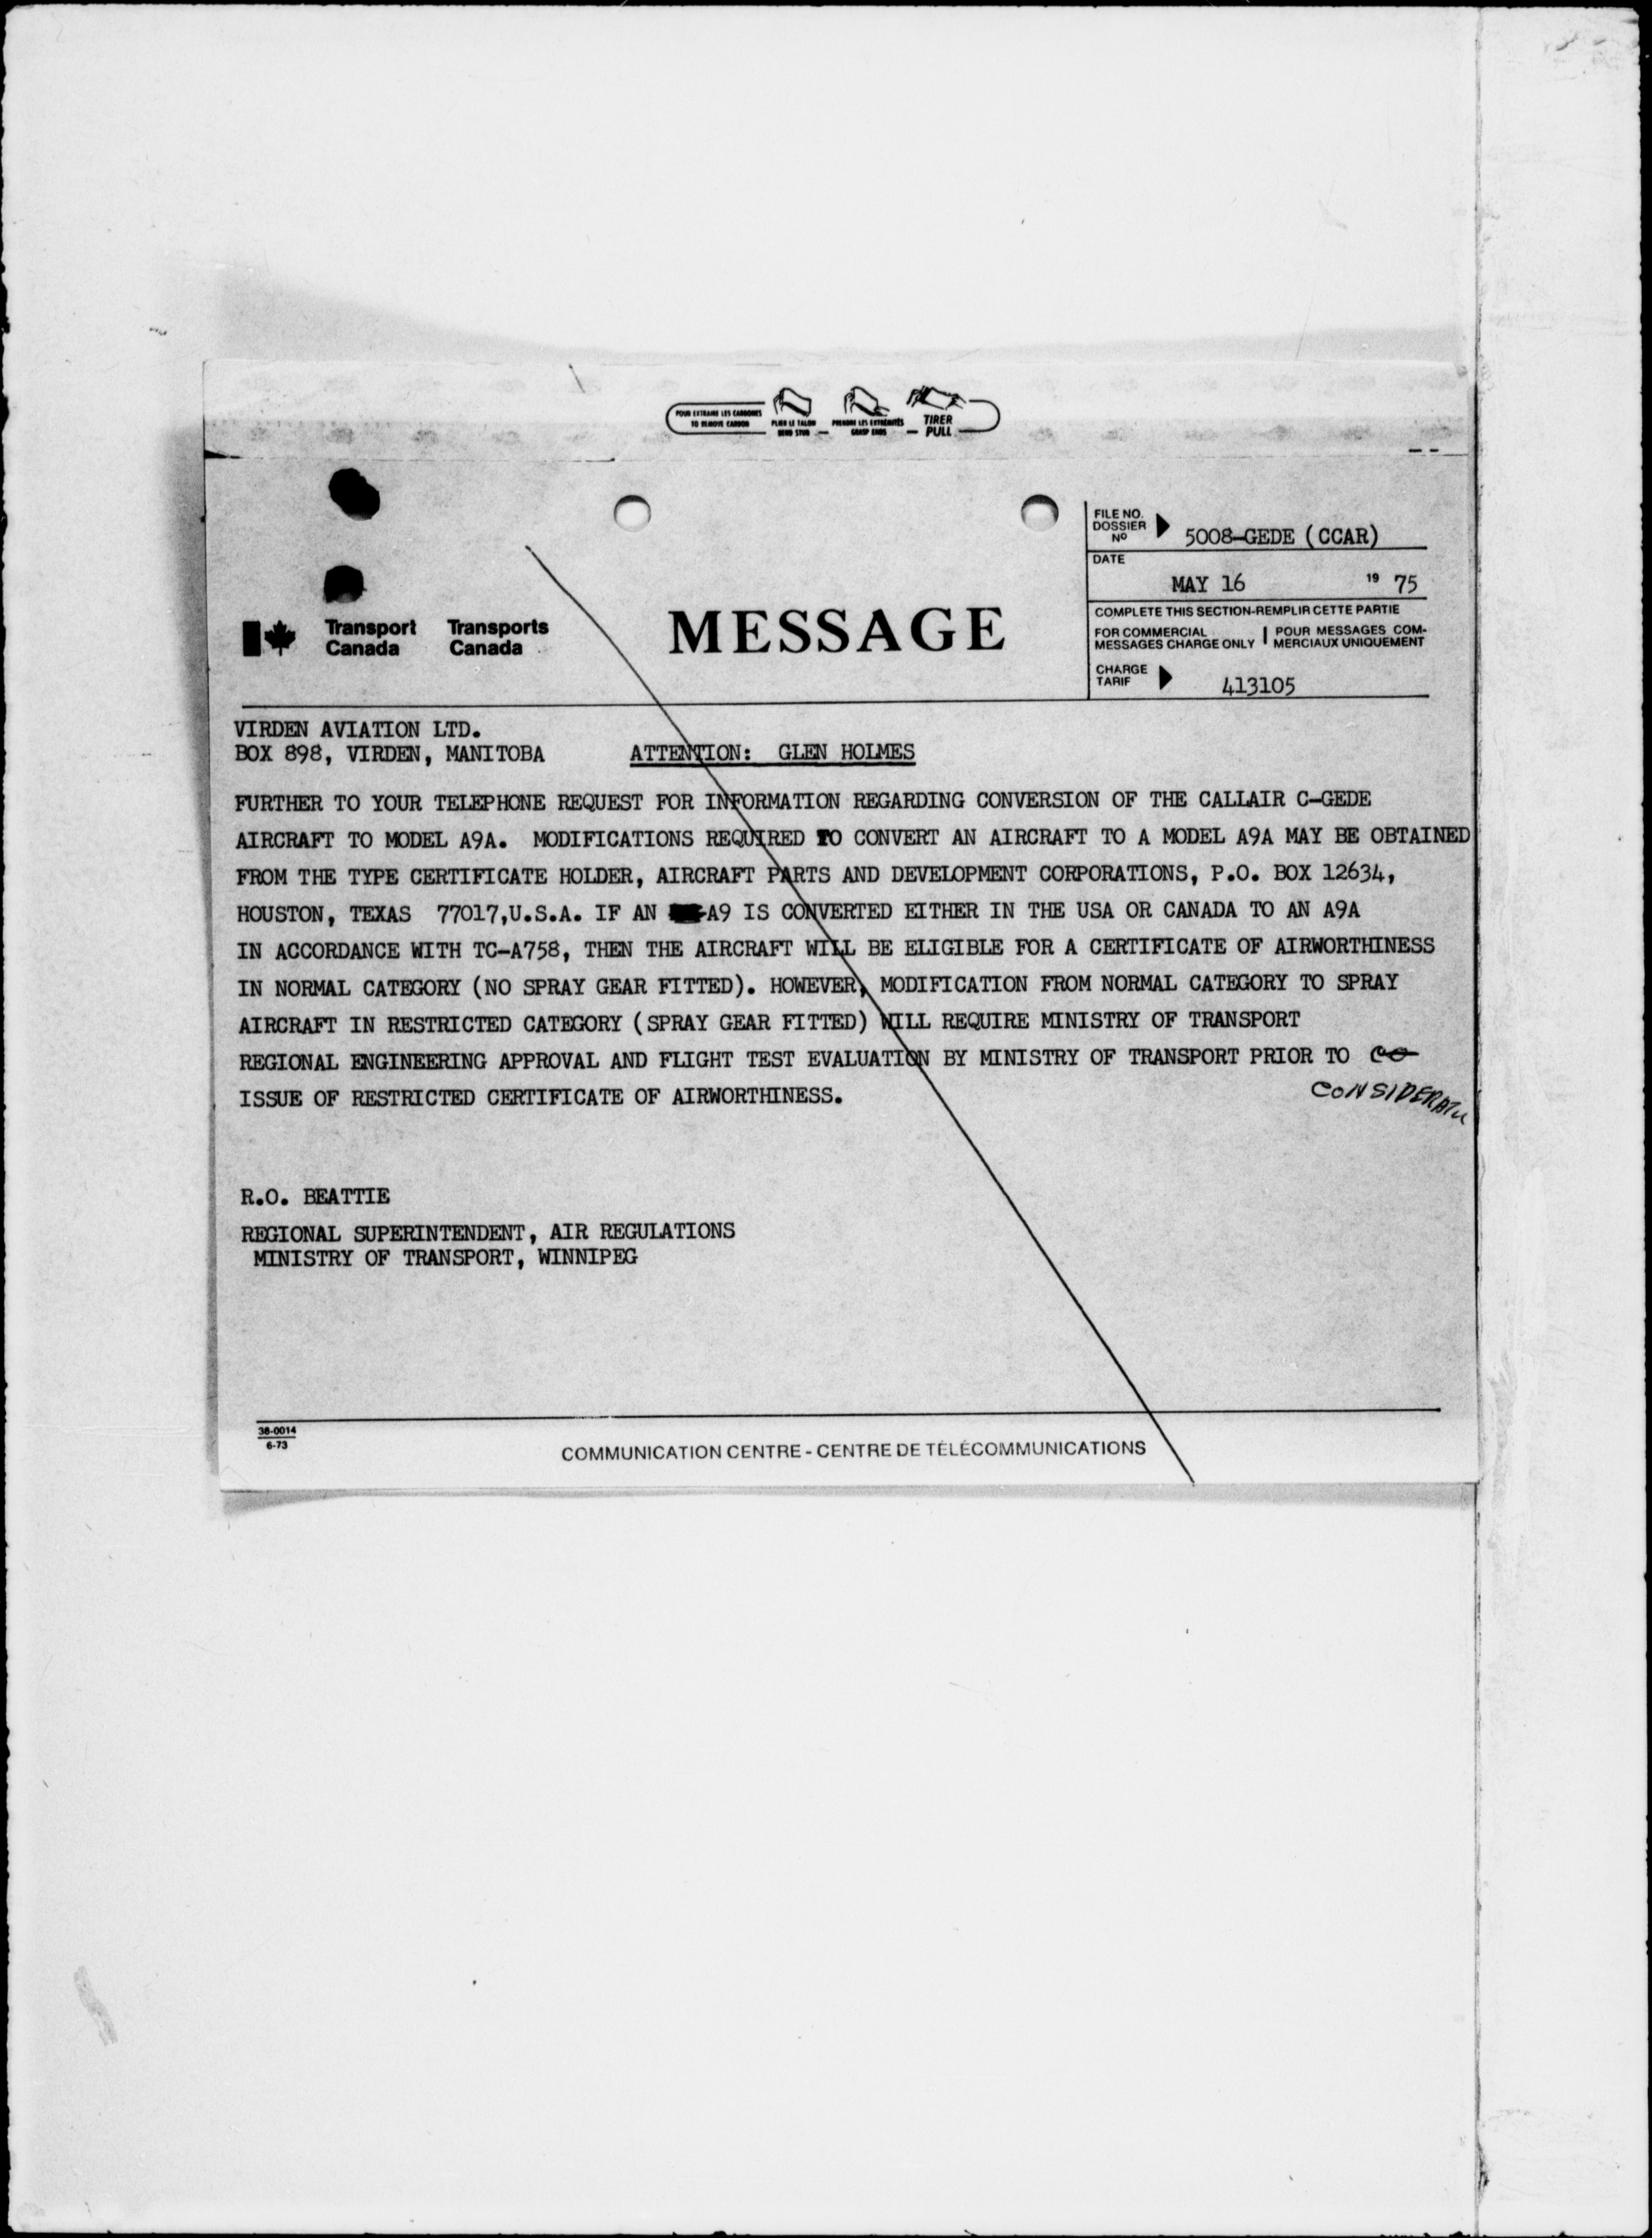 POUR EXTRAIRE LES CARBONES
TO REMOVE CARBON
PLIER LE TALON
BEND STUB
PRENDRE LES EXTRÉMITÉS
GRASP ENDS
TIRER
PULL
FILE NO.
DOSSIER
Nº
5008-GEDE (CCAR)
DATE
MAY 16 19 75
Transport Canada
Transports Canada
MESSAGE
COMPLETE THIS SECTION-REMPLIR CETTE PARTIE
FOR COMMERCIAL
MESSAGES CHARGE ONLY
POUR MESSAGES COM-
MERCIAUX UNIQUEMENT
CHARGE
TARIF
413105
VIRDEN AVIATION LTD.
BOX 898, VIRDEN, MANITOBA ATTENTION: GLEN HOLMES
FURTHER TO YOUR TELEPHONE REQUEST FOR INFORMATION REGARDING CONVERSION OF THE CALLAIR C-GEDE
AIRCRAFT TO MODEL A9A. MODIFICATIONS REQUIRED TO CONVERT AN AIRCRAFT TO A MODEL A9A MAY BE OBTAINED
FROM THE TYPE CERTIFICATE HOLDER, AIRCRAFT PARTS AND DEVELOPMENT CORPORATIONS, P.O. BOX 12634,
HOUSTON, TEXAS 77017,U.S.A. IF AN A9 IS CONVERTED EITHER IN THE USA OR CANADA TO AN A9A
IN ACCORDANCE WITH TC-A758, THEN THE AIRCRAFT WILL BE ELIGIBLE FOR A CERTIFICATE OF AIRWORTHINESS
IN NORMAL CATEGORY (NO SPRAY GEAR FITTED). HOWEVER, MODIFICATION FROM NORMAL CATEGORY TO SPRAY
AIRCRAFT IN RESTRICTED CATEGORY (SPRAY GEAR FITTED) WILL REQUIRE MINISTRY OF TRANSPORT
REGIONAL ENGINEERING APPROVAL AND FLIGHT TEST EVALUATION BY MINISTRY OF TRANSPORT PRIOR TO CO
ISSUE OF RESTRICTED CERTIFICATE OF AIRWORTHINESS.
R.O. BEATTIE
REGIONAL SUPERINTENDENT, AIR REGULATIONS
MINISTRY OF TRANSPORT, WINNIPEG
38-0014
6-73
COMMUNICATION CENTRE - CENTRE DE TÉLÉCOMMUNICATIONS